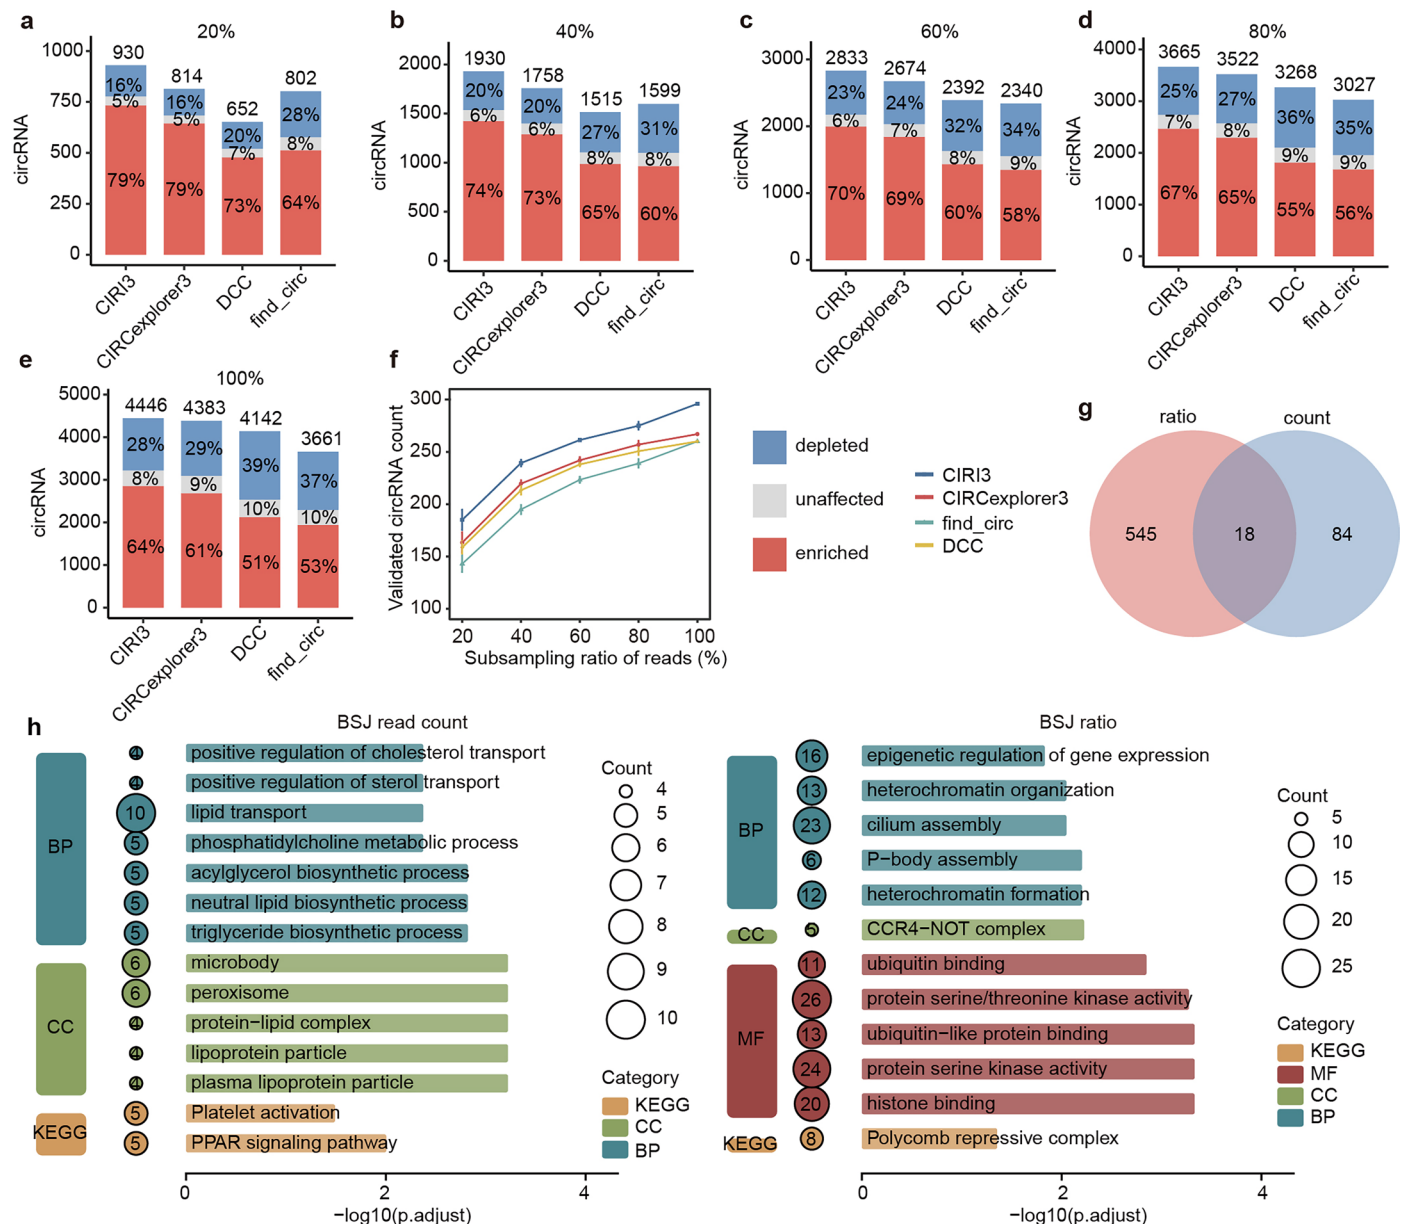 a
20%
circRNA
1000
750
500
250
0
930
814
652
802
16%
5%
79%
16%
5%
79%
20%
7%
73%
28%
8%
64%
CIRI3
CIRCexplorer3
DCC
find_circ
b
40%
circRNA
2000
1500
1000
500
0
1930
1758
1515
1599
20%
6%
74%
20%
6%
73%
27%
8%
65%
31%
8%
60%
CIRI3
CIRCexplorer3
DCC
find_circ
c
60%
circRNA
3000
2000
1000
0
2833
2674
2392
2340
23%
6%
70%
24%
7%
69%
32%
8%
60%
34%
9%
58%
CIRI3
CIRCexplorer3
DCC
find_circ
d
80%
circRNA
4000
3000
2000
1000
0
3665
3522
3268
3027
25%
7%
67%
27%
8%
65%
36%
9%
55%
35%
9%
56%
CIRI3
CIRCexplorer3
DCC
find_circ
e
100%
circRNA
5000
4000
3000
2000
1000
0
4446
4383
4142
3661
28%
8%
64%
29%
9%
61%
39%
10%
51%
37%
10%
53%
CIRI3
CIRCexplorer3
DCC
find_circ
f
Validated circRNA count
300
250
200
150
100
20
40
60
80
100
Subsampling ratio of reads (%)
depleted
unaffected
enriched
CIRI3
CIRCexplorer3
find_circ
DCC
g
ratio
count
545
18
84
h
BSJ read count
BP
4
positive regulation of cholesterol transport
4
positive regulation of sterol transport
10
lipid transport
5
phosphatidylcholine metabolic process
5
acylglycerol biosynthetic process
5
neutral lipid biosynthetic process
5
triglyceride biosynthetic process
CC
6
microbody
6
peroxisome
4
protein−lipid complex
4
lipoprotein particle
4
plasma lipoprotein particle
KEGG
5
Platelet activation
5
PPAR signaling pathway
0
2
4
−log10(p.adjust)
Count
4
5
6
7
8
9
10
Category
KEGG
CC
BP
BSJ ratio
BP
16
epigenetic regulation of gene expression
13
heterochromatin organization
23
cilium assembly
6
P−body assembly
12
heterochromatin formation
CC
5
CCR4−NOT complex
MF
11
ubiquitin binding
26
protein serine/threonine kinase activity
13
ubiquitin−like protein binding
24
protein serine kinase activity
20
histone binding
KEGG
8
Polycomb repressive complex
0
2
4
−log10(p.adjust)
Count
5
10
15
20
25
Category
KEGG
MF
CC
BP